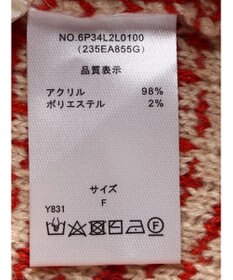 NO.6P34L2L0100
(235EA855G)
品質表示
アクリル 98%
ポリエステル 2%
サイズ
F
Y831